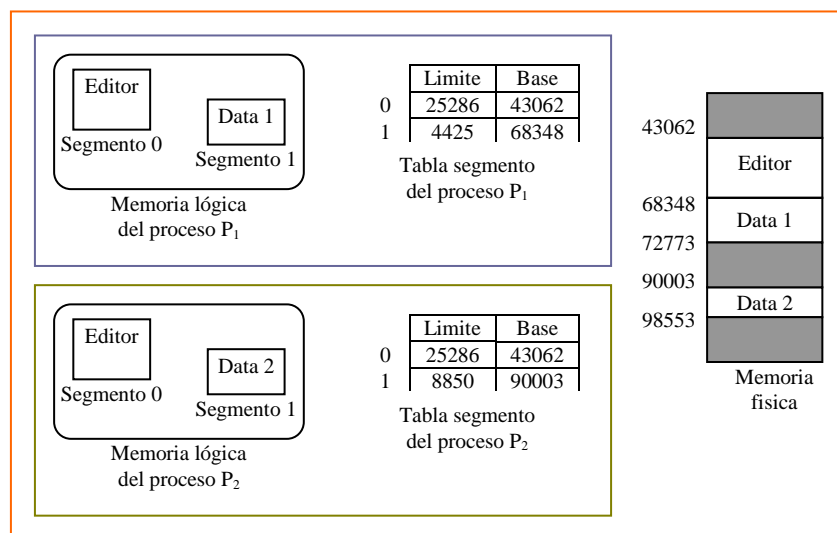 Editor
Segmento 0
Data 1
Segmento 1
Memoria lógica
del proceso P1
Limite Base
0 25286 43062
1 4425 68348
Tabla segmento
del proceso P1
Editor
Segmento 0
Data 2
Segmento 1
Memoria lógica
del proceso P2
Limite Base
0 25286 43062
1 8850 90003
Tabla segmento
del proceso P2
43062
Editor
68348
Data 1
72773
90003
Data 2
98553
Memoria
fisica